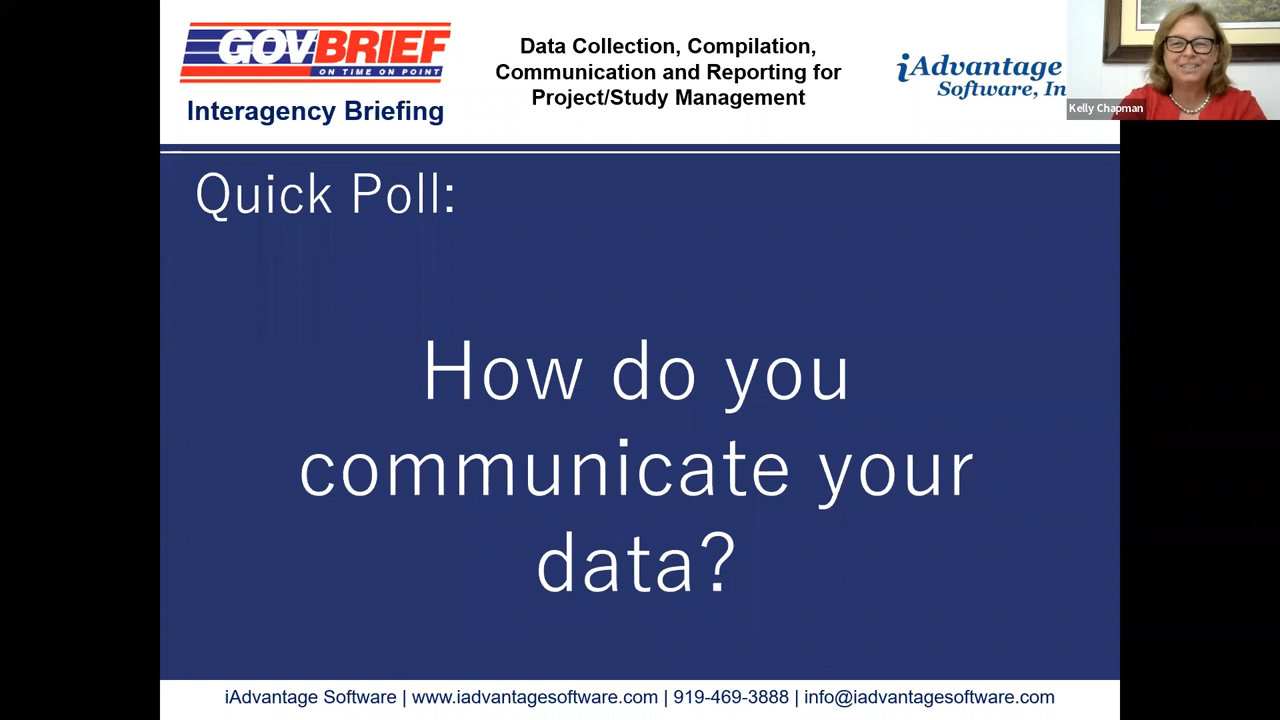 GOVBRIEF
ON TIME ON POINT
Interagency Briefing
Data Collection, Compilation,
Communication and Reporting for
Project/Study Management
iAdvantage
Software, In
Kelly Chapman
Quick Poll:
How do you
communicate your
data?
iAdvantage Software | www.iadvantagesoftware.com | 919-469-3888 | info@iadvantagesoftware.com